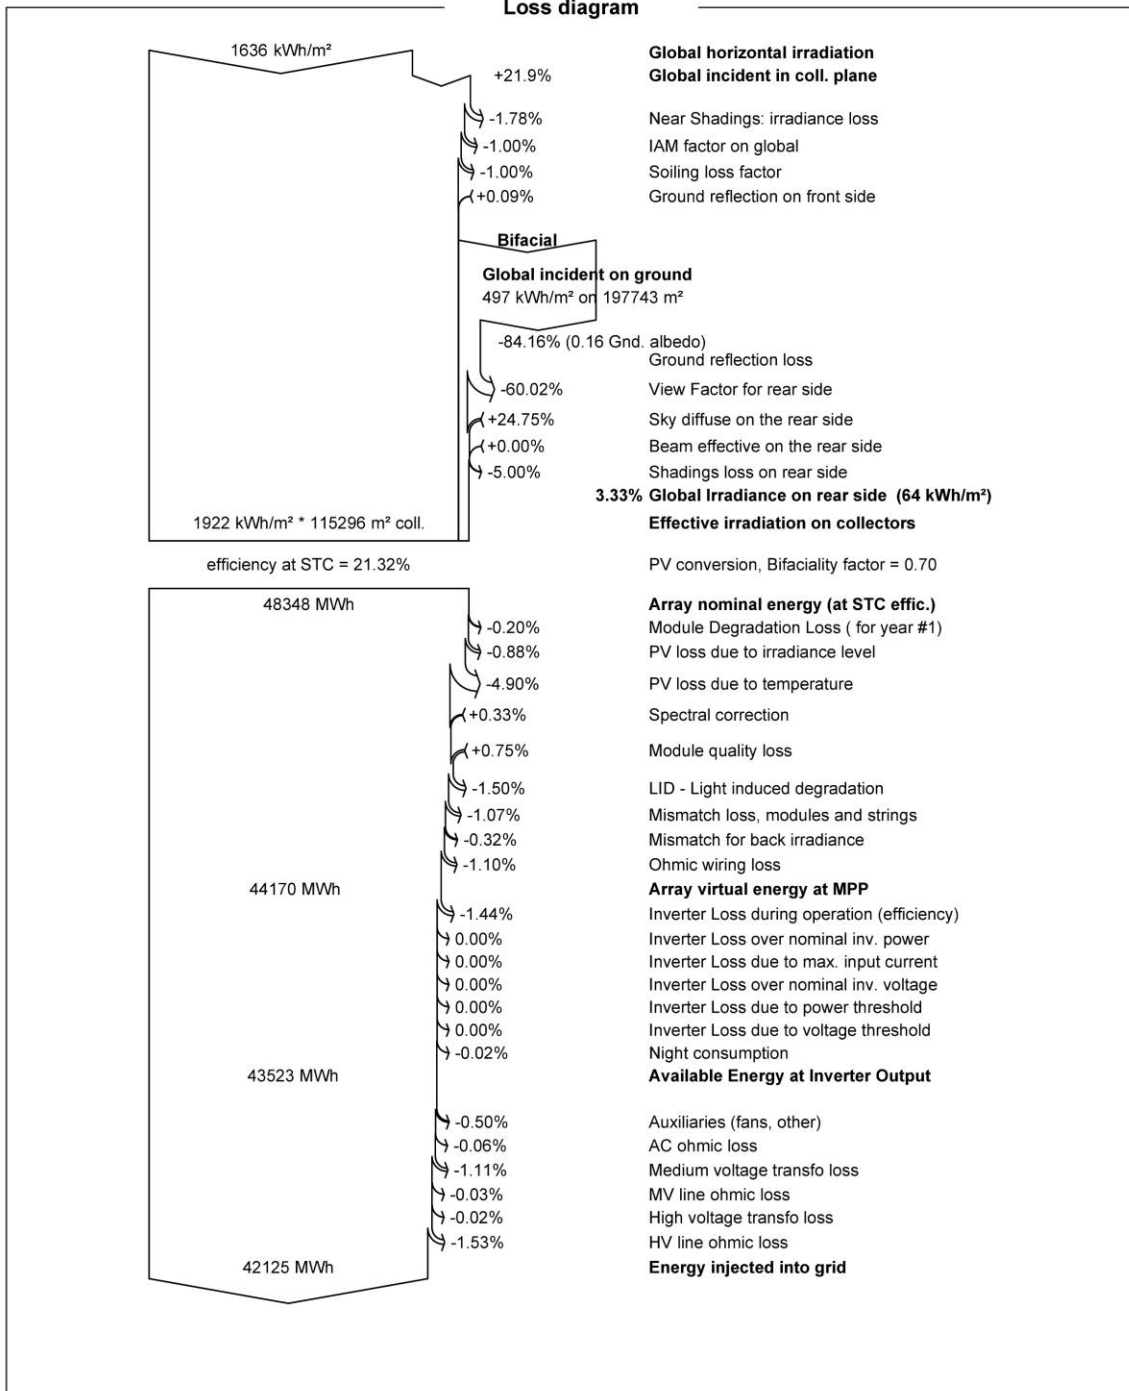 Loss diagram
1636 kWh/m² Global horizontal irradiation
+21.9% Global incident in coll. plane
-1.78% Near Shadings: irradiance loss
-1.00% IAM factor on global
-1.00% Soiling loss factor
+0.09% Ground reflection on front side
Bifacial
Global incident on ground
497 kWh/m² on 197743 m²
-84.16% (0.16 Gnd. albedo)
Ground reflection loss
-60.02% View Factor for rear side
+24.75% Sky diffuse on the rear side
+0.00% Beam effective on the rear side
-5.00% Shadings loss on rear side
3.33% Global Irradiance on rear side (64 kWh/m²)
1922 kWh/m² * 115296 m² coll. Effective irradiation on collectors
efficiency at STC = 21.32% PV conversion, Bifaciality factor = 0.70
48348 MWh Array nominal energy (at STC effic.)
-0.20% Module Degradation Loss ( for year #1)
-0.88% PV loss due to irradiance level
-4.90% PV loss due to temperature
+0.33% Spectral correction
+0.75% Module quality loss
-1.50% LID - Light induced degradation
-1.07% Mismatch loss, modules and strings
-0.32% Mismatch for back irradiance
-1.10% Ohmic wiring loss
44170 MWh Array virtual energy at MPP
-1.44% Inverter Loss during operation (efficiency)
0.00% Inverter Loss over nominal inv. power
0.00% Inverter Loss due to max. input current
0.00% Inverter Loss over nominal inv. voltage
0.00% Inverter Loss due to power threshold
0.00% Inverter Loss due to voltage threshold
-0.02% Night consumption
43523 MWh Available Energy at Inverter Output
-0.50% Auxiliaries (fans, other)
-0.06% AC ohmic loss
-1.11% Medium voltage transfo loss
-0.03% MV line ohmic loss
-0.02% High voltage transfo loss
-1.53% HV line ohmic loss
42125 MWh Energy injected into grid